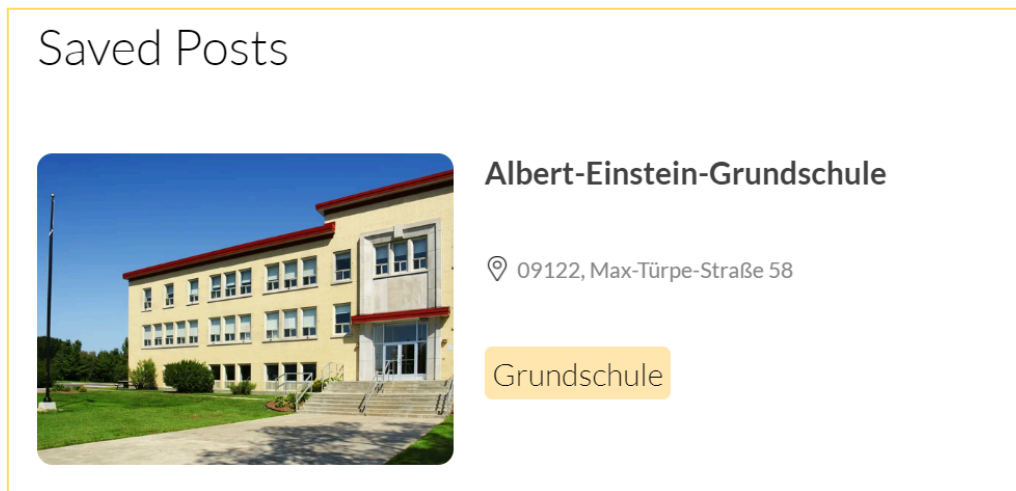 Saved Posts
Albert-Einstein-Grundschule
09122, Max-Türpe-Straße 58
Grundschule